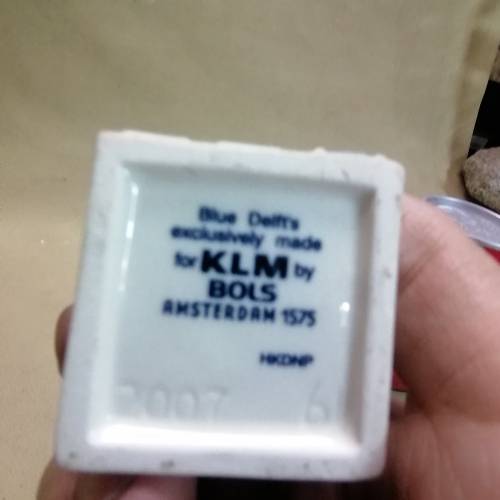 Blue Delft's
exclusively made
for KLM by
BOLS
AMSTERDAM 1575
HKDNP
2007 6